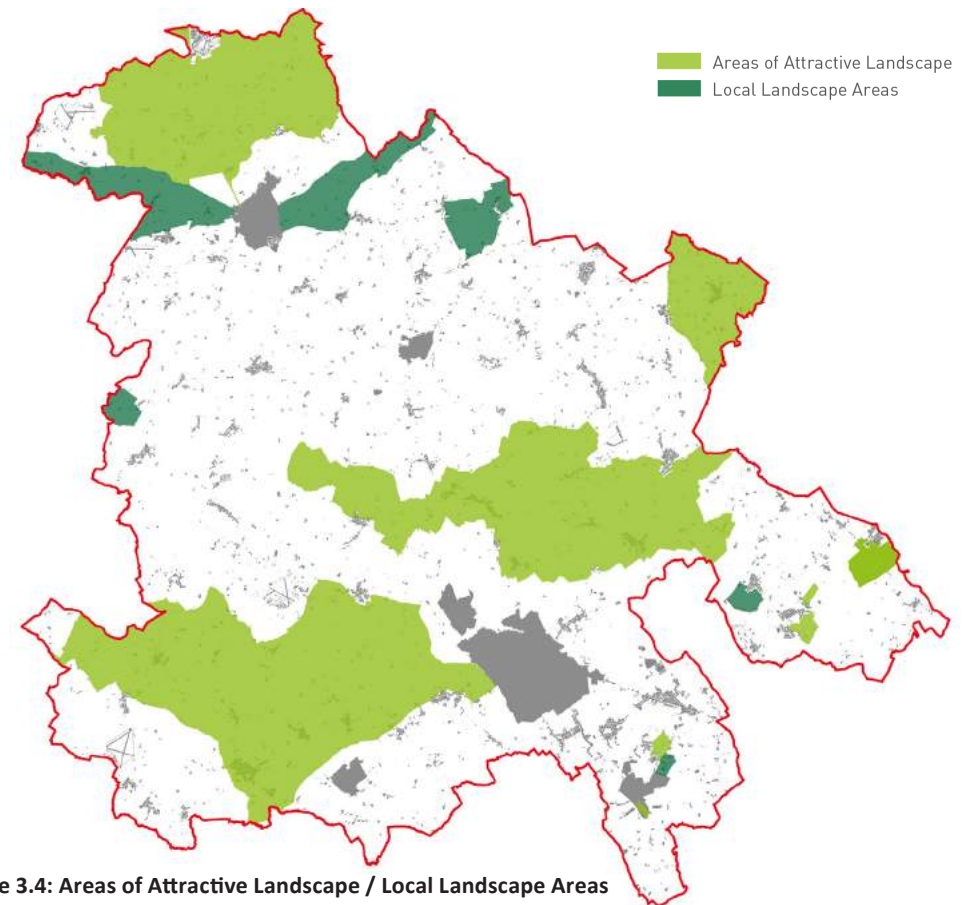 Areas of Attractive Landscape
Local Landscape Areas
e 3.4: Areas of Attractive Landscape / Local Landscape Areas